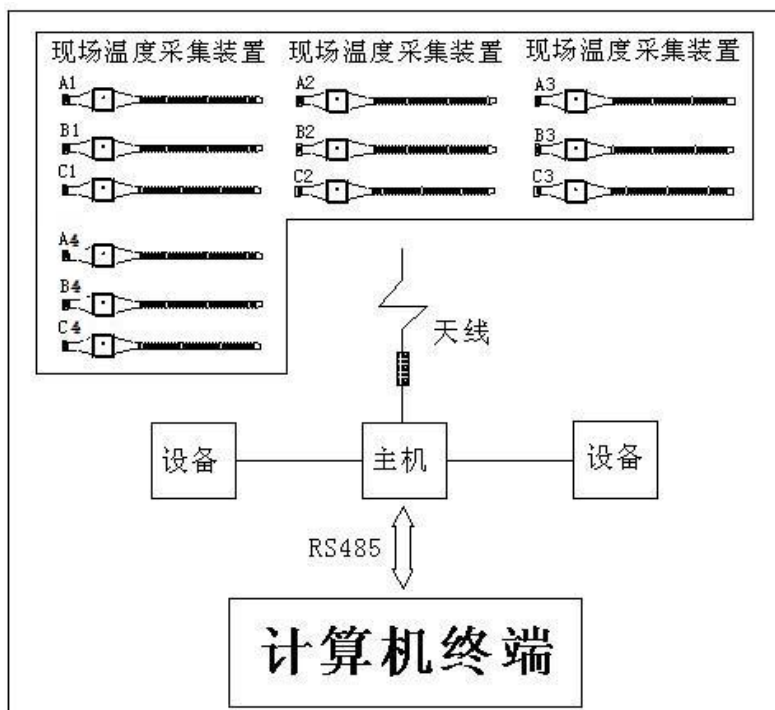 现场温度采集装置 现场温度采集装置 现场温度采集装置
A1 A2 A3
B1 B2 B3
C1 C2 C3
A4
B4
C4
天线
设备 主机 设备
RS485
计算机终端